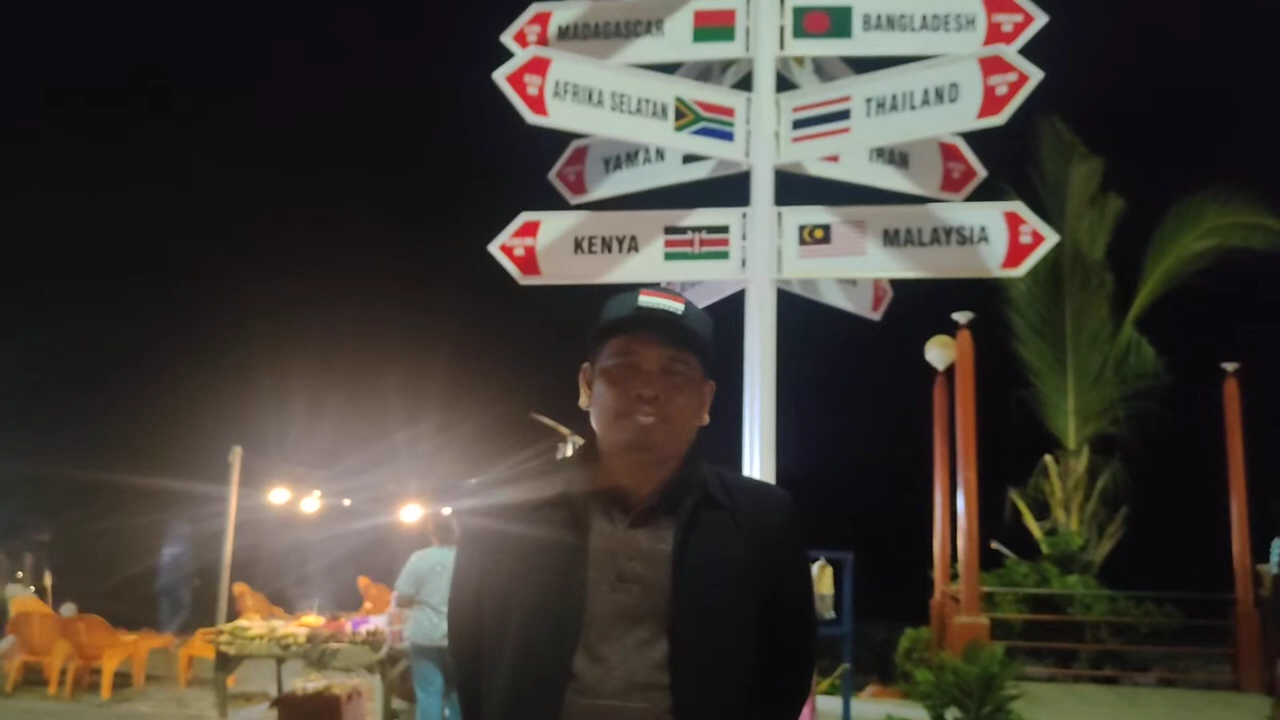 MADAGASCAR
BANGLADESH
AFRIKA SELATAN
THAILAND
YAMAN
IRAN
KENYA
MALAYSIA